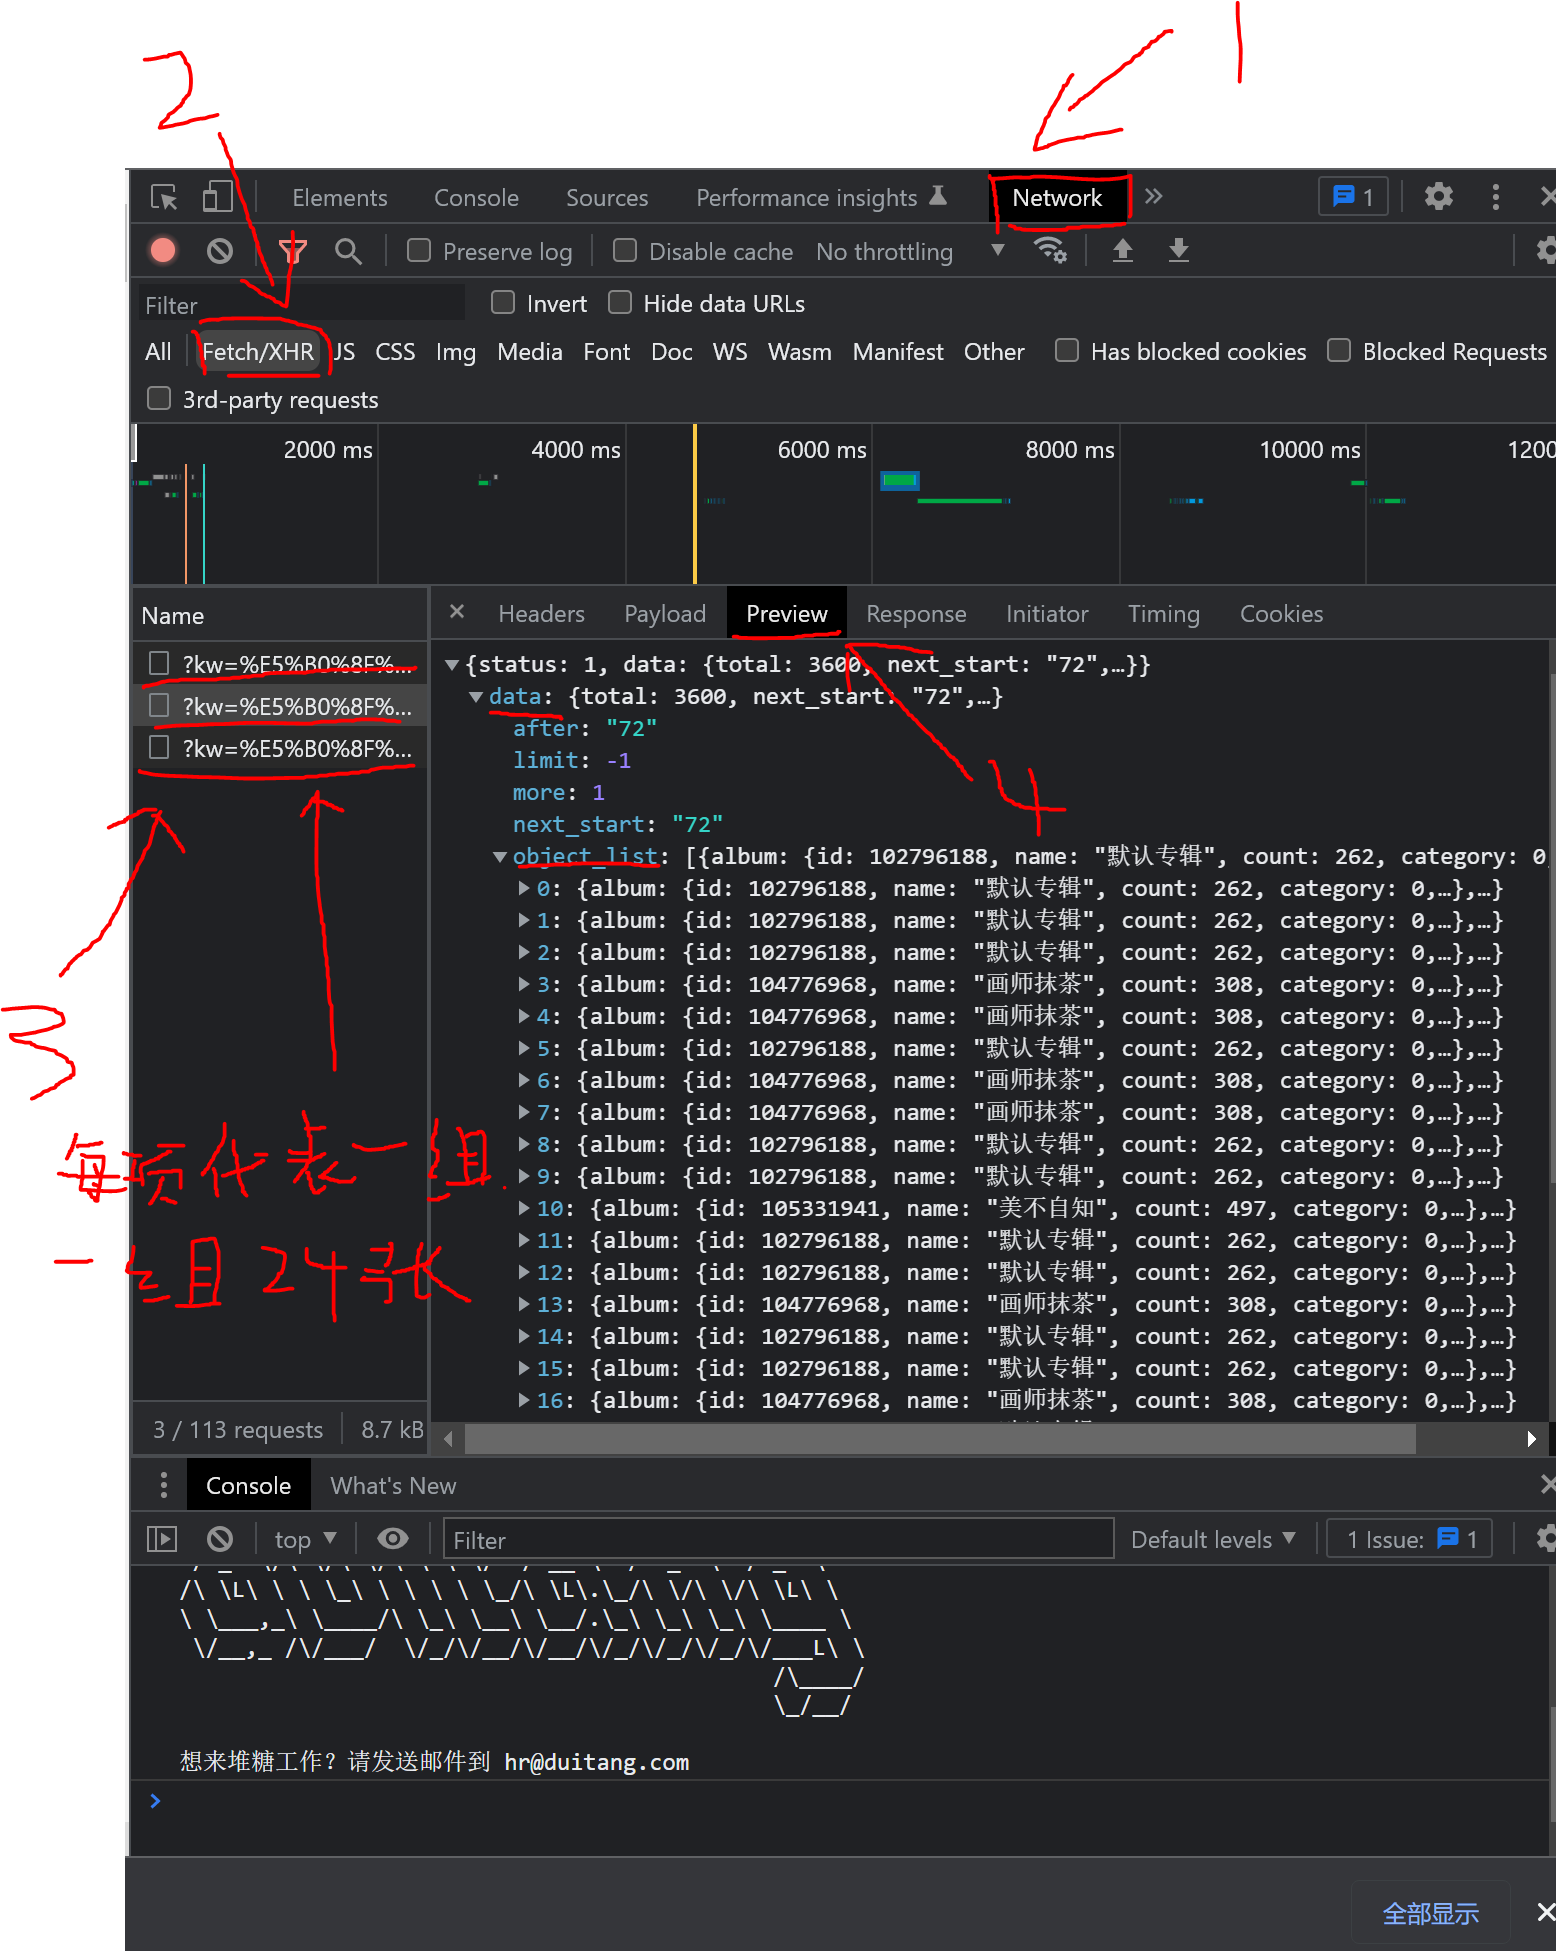 1
2
Elements Console Sources Performance insights Network 1
Preserve log Disable cache No throttling
Filter Invert Hide data URLs
All Fetch/XHR JS CSS Img Media Font Doc WS Wasm Manifest Other Has blocked cookies Blocked Requests
3rd-party requests
2000 ms 4000 ms 6000 ms 8000 ms 10000 ms 1200
Name
Headers Payload Preview Response Initiator Timing Cookies
?kw=%E5%B0%8F%...
?kw=%E5%B0%8F%...
?kw=%E5%B0%8F%...
3
每项代表一组.
一组 24张
3 / 113 requests 8.7 kB
{status: 1, data: {total: 3600, next_start: "72",…}}
data: {total: 3600, next_start: "72",…}
after: "72"
limit: -1
more: 1
next_start: "72"
4
object_list: [{album: {id: 102796188, name: "默认专辑", count: 262, category: 0,
0: {album: {id: 102796188, name: "默认专辑", count: 262, category: 0,…},…}
1: {album: {id: 102796188, name: "默认专辑", count: 262, category: 0,…},…}
2: {album: {id: 102796188, name: "默认专辑", count: 262, category: 0,…},…}
3: {album: {id: 104776968, name: "画师抹茶", count: 308, category: 0,…},…}
4: {album: {id: 104776968, name: "画师抹茶", count: 308, category: 0,…},…}
5: {album: {id: 102796188, name: "默认专辑", count: 262, category: 0,…},…}
6: {album: {id: 104776968, name: "画师抹茶", count: 308, category: 0,…},…}
7: {album: {id: 104776968, name: "画师抹茶", count: 308, category: 0,…},…}
8: {album: {id: 102796188, name: "默认专辑", count: 262, category: 0,…},…}
9: {album: {id: 102796188, name: "默认专辑", count: 262, category: 0,…},…}
10: {album: {id: 105331941, name: "美不自知", count: 497, category: 0,…},…}
11: {album: {id: 102796188, name: "默认专辑", count: 262, category: 0,…},…}
12: {album: {id: 102796188, name: "默认专辑", count: 262, category: 0,…},…}
13: {album: {id: 104776968, name: "画师抹茶", count: 308, category: 0,…},…}
14: {album: {id: 102796188, name: "默认专辑", count: 262, category: 0,…},…}
15: {album: {id: 102796188, name: "默认专辑", count: 262, category: 0,…},…}
16: {album: {id: 104776968, name: "画师抹茶", count: 308, category: 0,…},…}
Console What's New
top Filter Default levels 1 Issue: 1
想来堆糖工作? 请发送邮件到 hr@duitang.com
全部显示